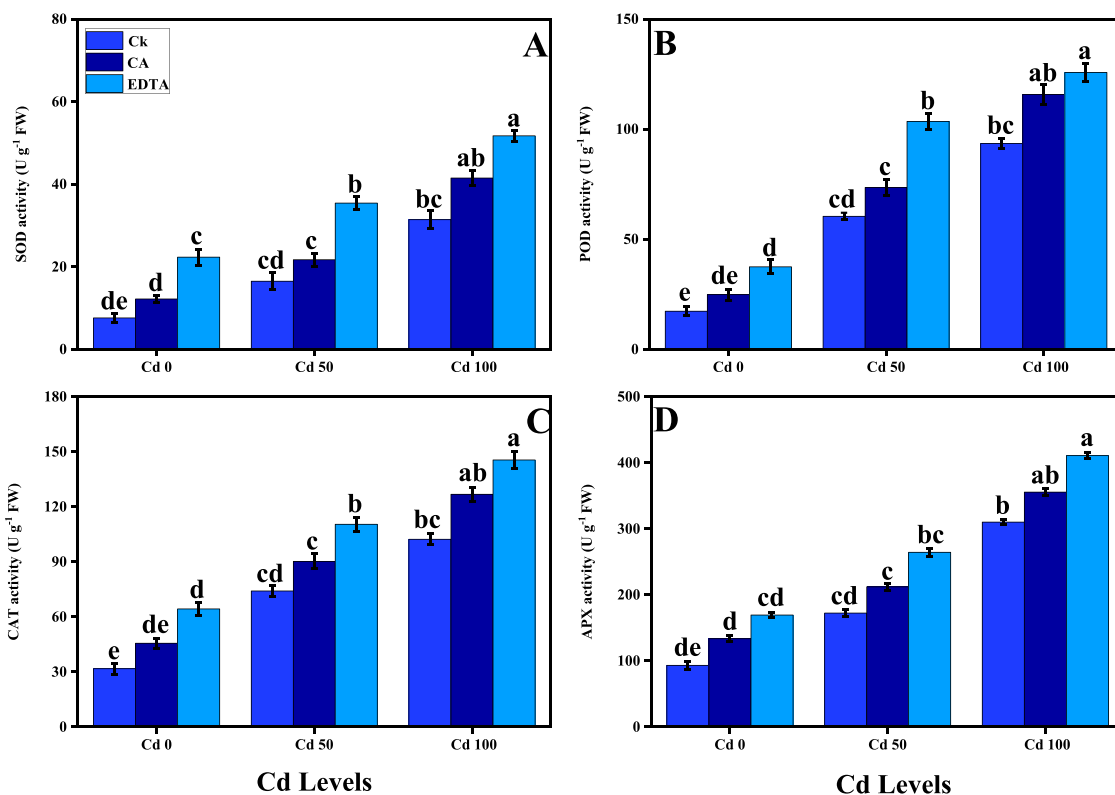 A
Ck
CA
EDTA
SOD activity (U g⁻¹ FW)
80
60
40
20
0
de
d
c
cd
c
b
bc
ab
a
Cd 0
Cd 50
Cd 100
B
POD activity (U g⁻¹ FW)
150
100
50
0
e
de
d
cd
c
b
bc
ab
a
Cd 0
Cd 50
Cd 100
C
CAT activity (U g⁻¹ FW)
180
150
120
90
60
30
0
e
de
d
cd
c
b
bc
ab
a
Cd 0
Cd 50
Cd 100
Cd Levels
D
APX activity (U g⁻¹ FW)
500
400
300
200
100
0
de
d
cd
cd
c
bc
b
ab
a
Cd 0
Cd 50
Cd 100
Cd Levels